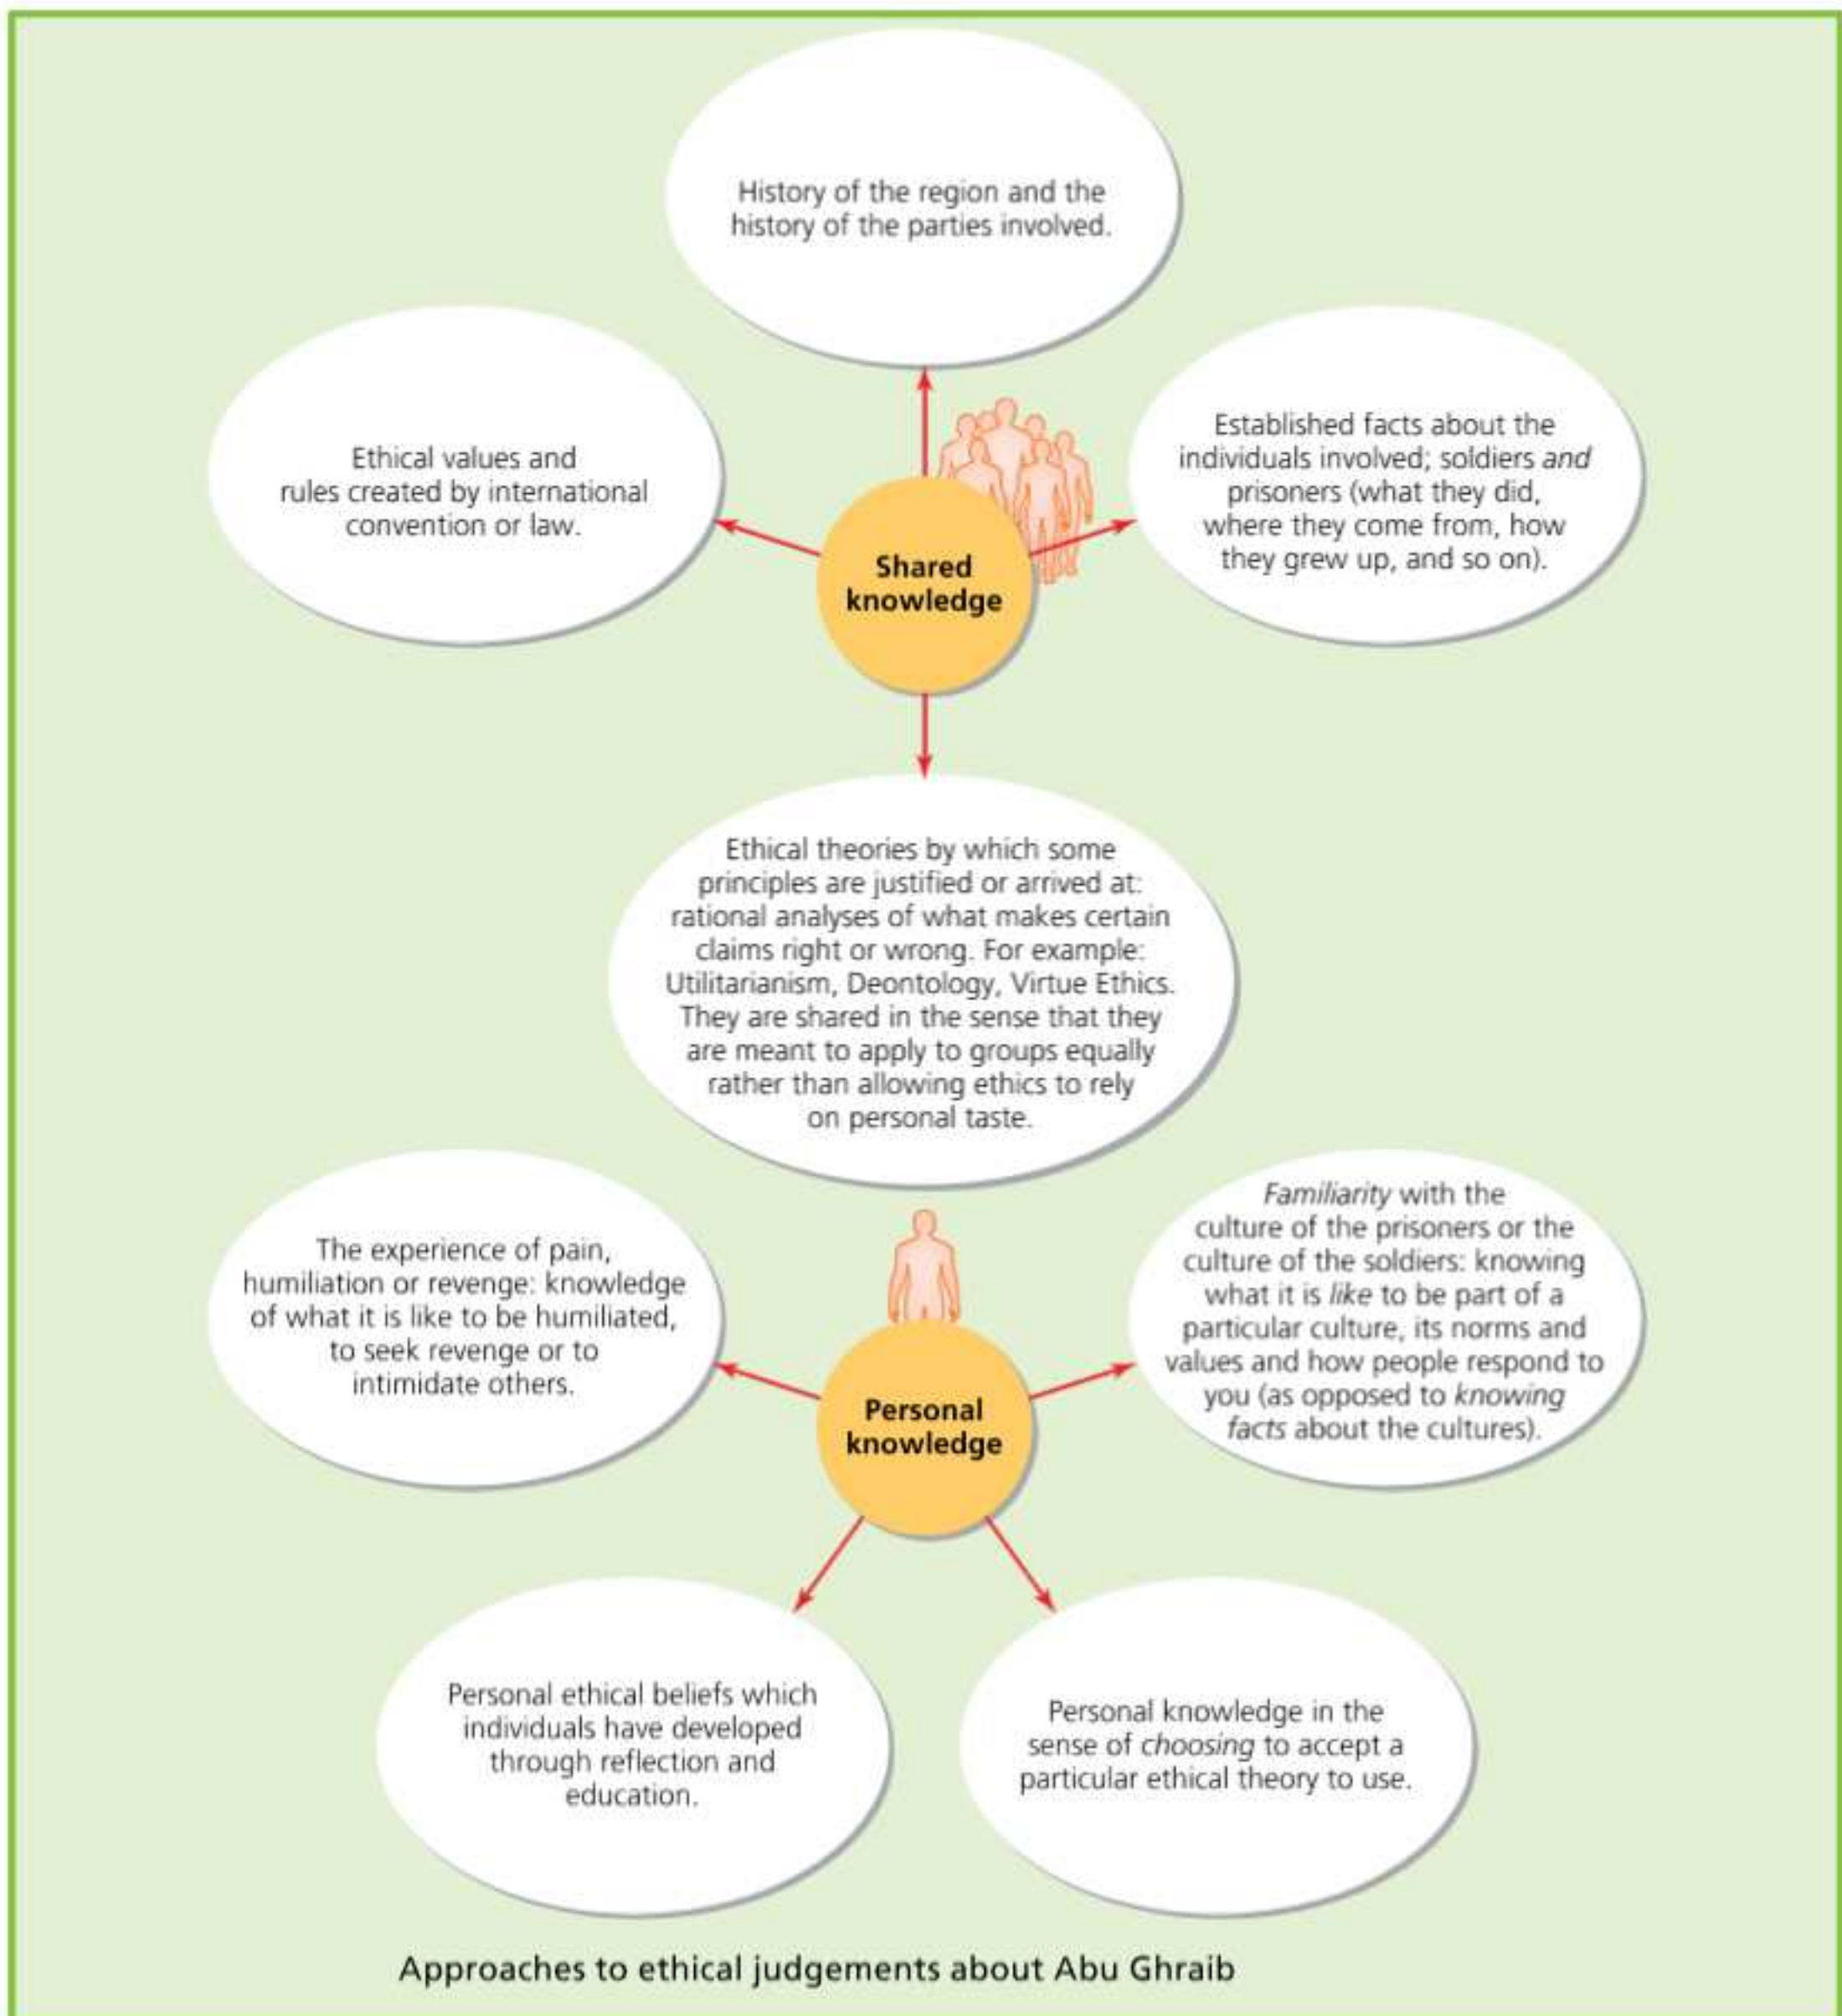 History of the region and the
history of the parties involved.
Ethical values and
rules created by international
convention or law.
Established facts about the
individuals involved; soldiers and
prisoners (what they did,
where they come from, how
they grew up, and so on).
Shared
knowledge
Ethical theories by which some
principles are justified or arrived at:
rational analyses of what makes certain
claims right or wrong. For example:
Utilitarianism, Deontology, Virtue Ethics.
They are shared in the sense that they
are meant to apply to groups equally
rather than allowing ethics to rely
on personal taste.
The experience of pain,
humiliation or revenge: knowledge
of what it is like to be humiliated,
to seek revenge or to
intimidate others.
Familiarity with the
culture of the prisoners or the
culture of the soldiers: knowing
what it is like to be part of a
particular culture, its norms and
values and how people respond to
you (as opposed to knowing
facts about the cultures).
Personal
knowledge
Personal ethical beliefs which
individuals have developed
through reflection and
education.
Personal knowledge in the
sense of choosing to accept a
particular ethical theory to use.
Approaches to ethical judgements about Abu Ghraib